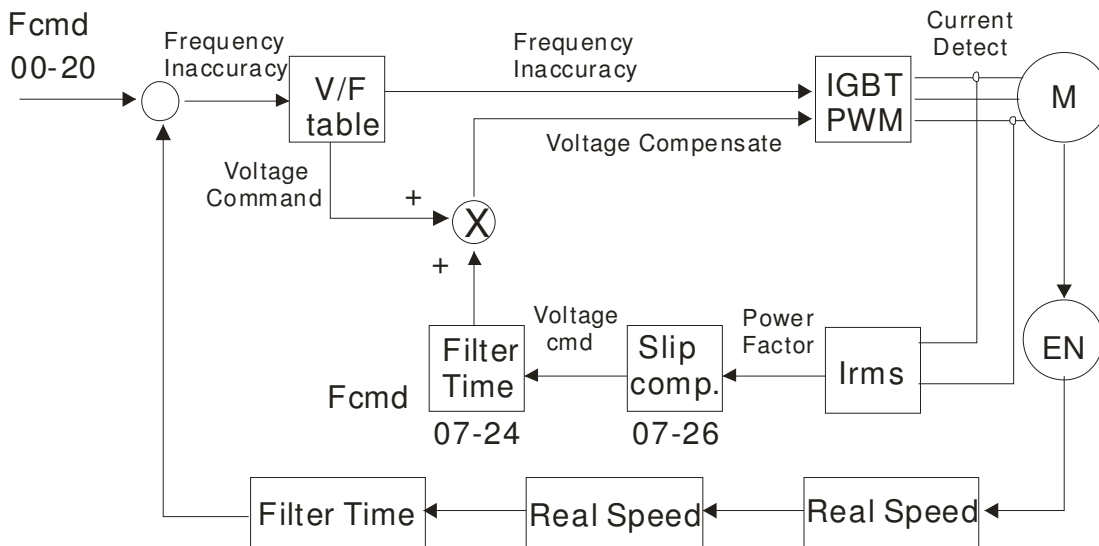 Fcmd
00-20
Frequency
Inaccuracy
V/F
table
Frequency
Inaccuracy
IGBT
PWM
Current
Detect
M
Voltage
Command
Voltage Compensate
+
X
+
Voltage
cmd
Power
Factor
Filter
Time
Slip
comp.
Irms
EN
Fcmd
07-24
07-26
Filter Time
Real Speed
Real Speed